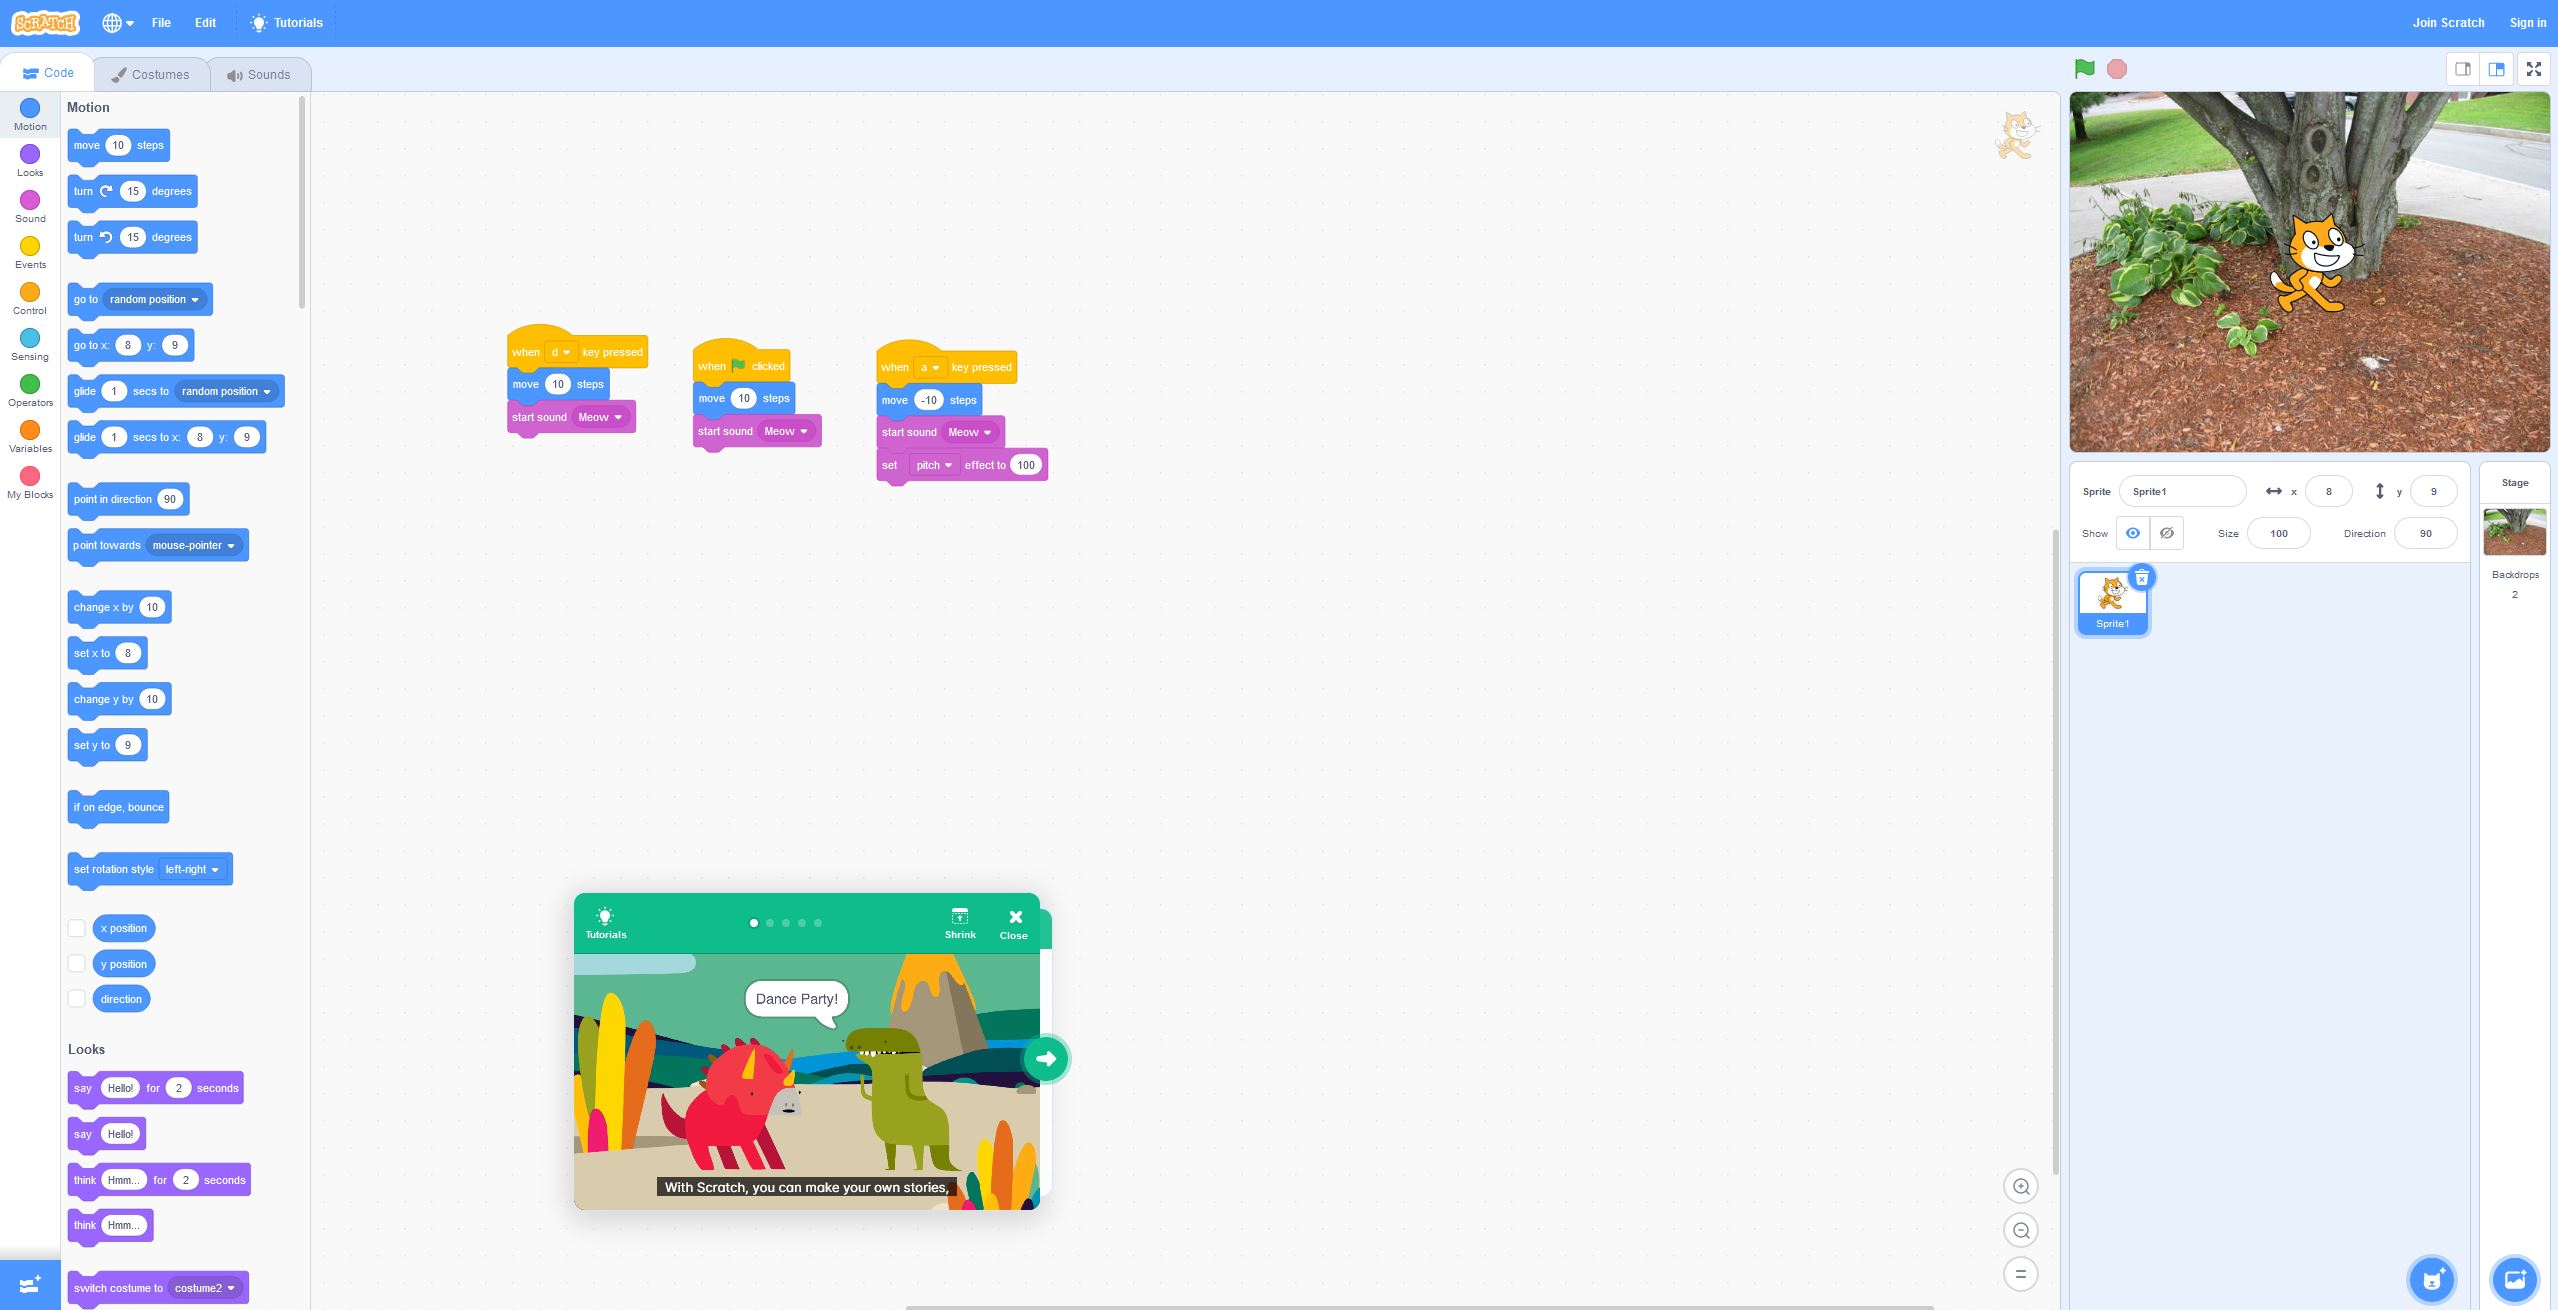 SCRATCH File Edit Tutorials Join Scratch Sign in
Code Costumes Sounds
Motion
Looks
Sound
Events
Control
Sensing
Operators
Variables
My Blocks
Motion
move 10 steps
turn 15 degrees
turn 15 degrees
go to random position
go to x: 8 y: 9
glide 1 secs to random position
glide 1 secs to x: 8 y: 9
point in direction 90
point towards mouse-pointer
change x by 10
set x to 8
change y by 10
set y to 9
if on edge, bounce
set rotation style left-right
x position
y position
direction
Looks
say Hello! for 2 seconds
say Hello!
think Hmm... for 2 seconds
think Hmm...
switch costume to costume2
when d key pressed
move 10 steps
start sound Meow
when clicked
move 10 steps
start sound Meow
when a key pressed
move -10 steps
start sound Meow
set pitch effect to 100
Tutorials Shrink Close
Dance Party!
With Scratch, you can make your own stories,
Sprite Sprite1 x 8 y 9
Show Size 100 Direction 90
Sprite1
Stage
Backdrops
2